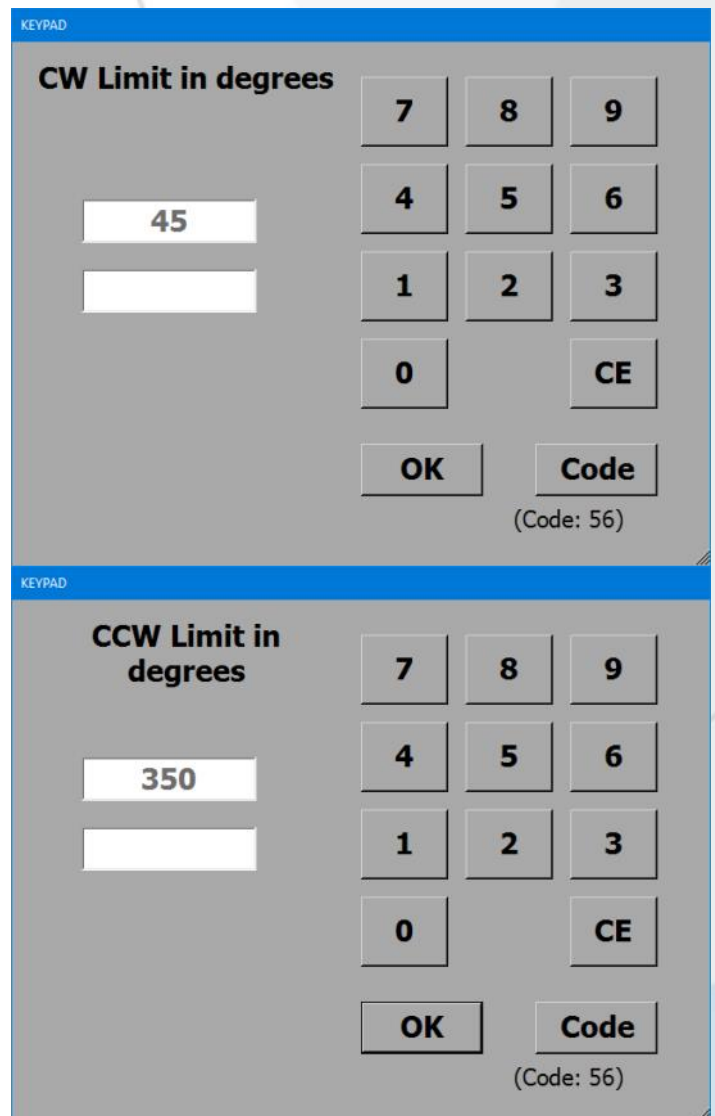 KEYPAD
CW Limit in degrees
7 8 9
45
4 5 6
1 2 3
0 CE
OK Code
(Code: 56)
KEYPAD
CCW Limit in
degrees
7 8 9
350
4 5 6
1 2 3
0 CE
OK Code
(Code: 56)